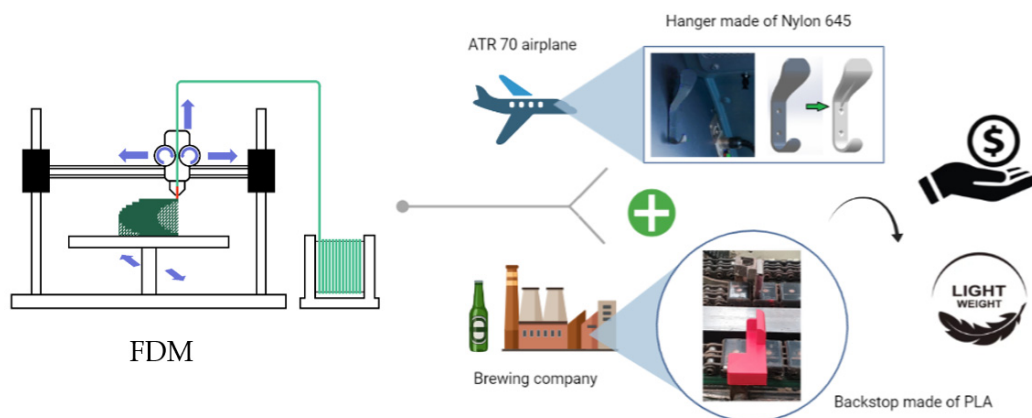 Hanger made of Nylon 645
ATR 70 airplane
$
LIGHT
WEIGHT
FDM
Brewing company
Backstop made of PLA